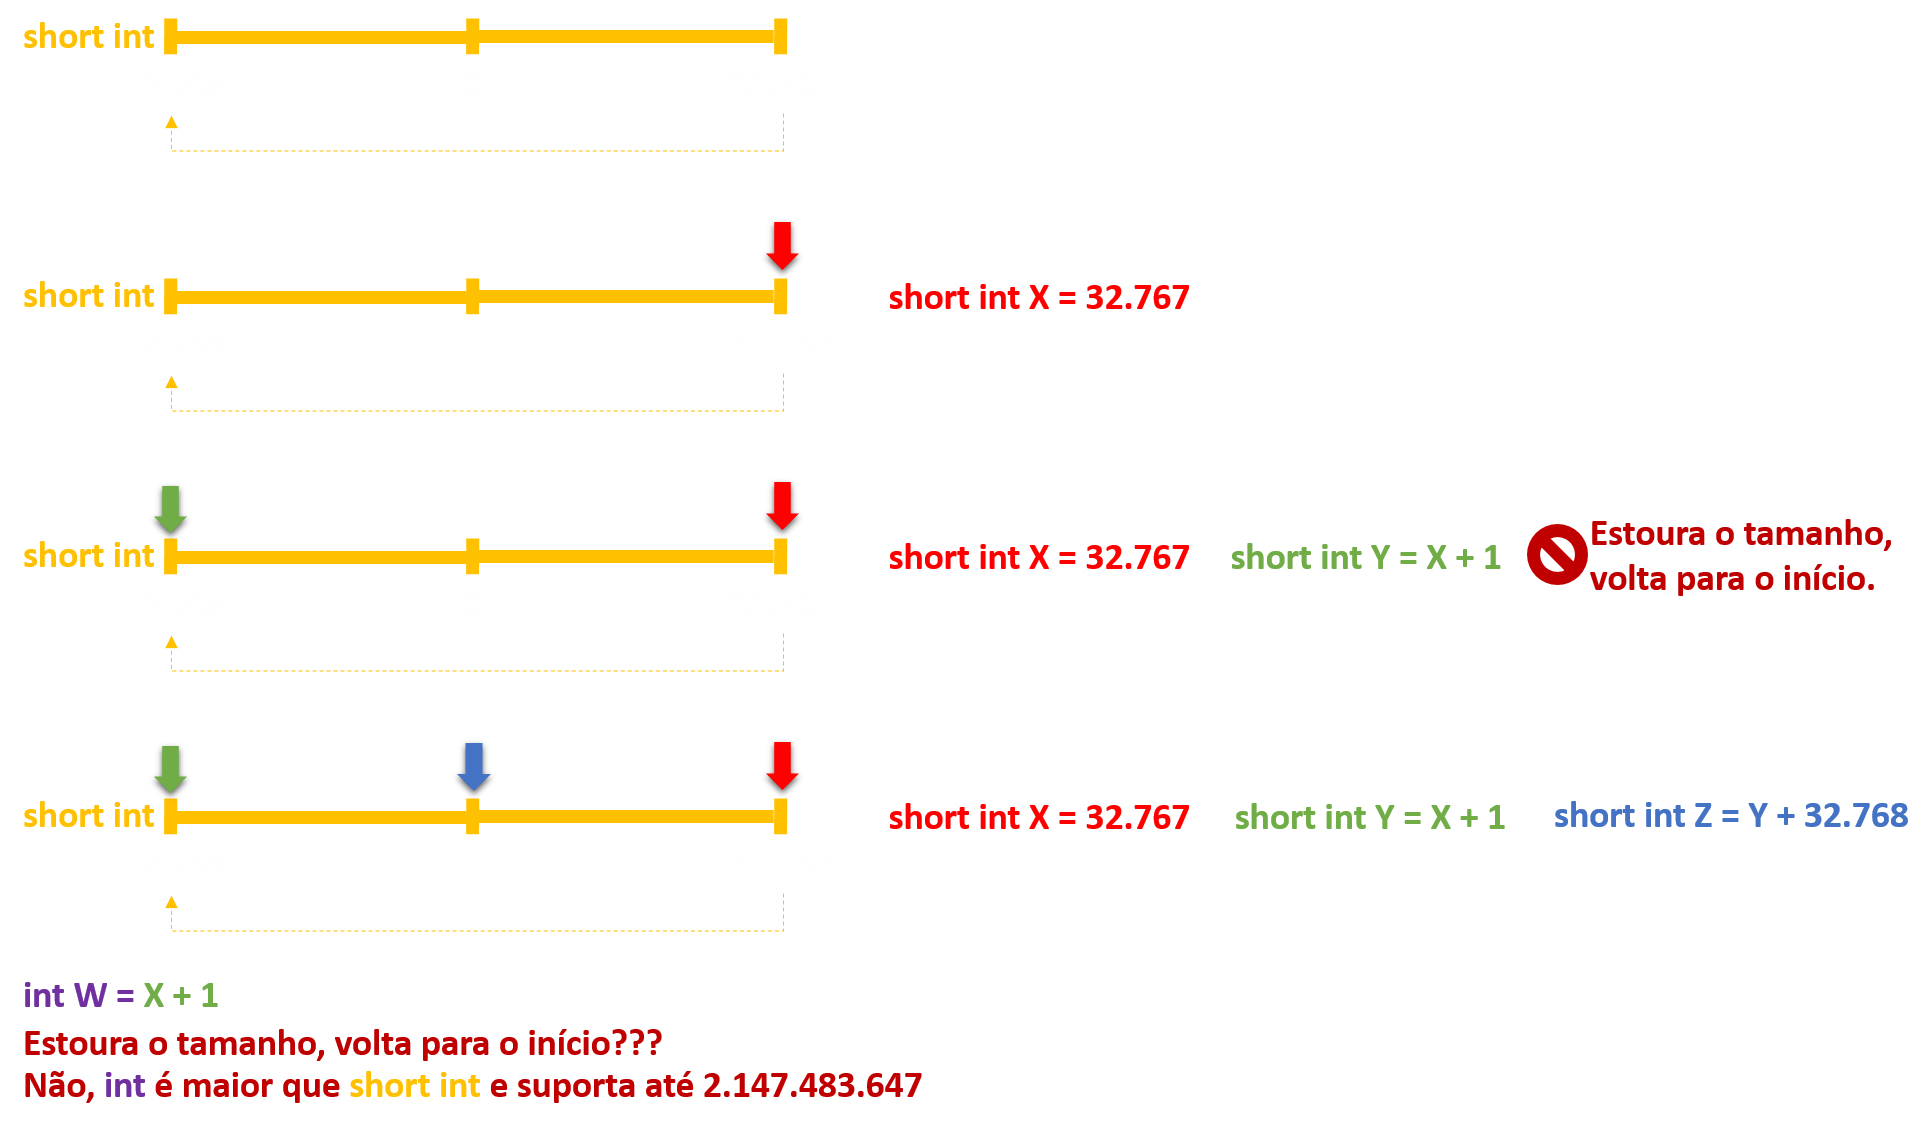 short int
short int
short int X = 32.767
short int
short int X = 32.767
short int Y = X + 1
Estoura o tamanho,
volta para o início.
short int
short int X = 32.767
short int Y = X + 1
short int Z = Y + 32.768
int W = X + 1
Estoura o tamanho, volta para o início???
Não, int é maior que short int e suporta até 2.147.483.647